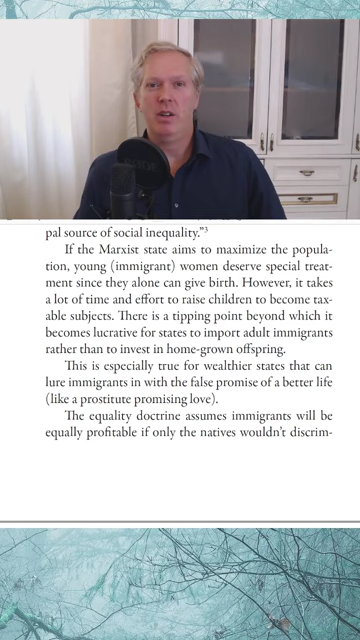 pal source of social inequality.”³
If the Marxist state aims to maximize the popula-
tion, young (immigrant) women deserve special treat-
ment since they alone can give birth. However, it takes
a lot of time and effort to raise children to become tax-
able subjects. There is a tipping point beyond which it
becomes lucrative for states to import adult immigrants
rather than to invest in home-grown offspring.
This is especially true for wealthier states that can
lure immigrants in with the false promise of a better life
(like a prostitute promising love).
The equality doctrine assumes immigrants will be
equally profitable if only the natives wouldn’t discrim-